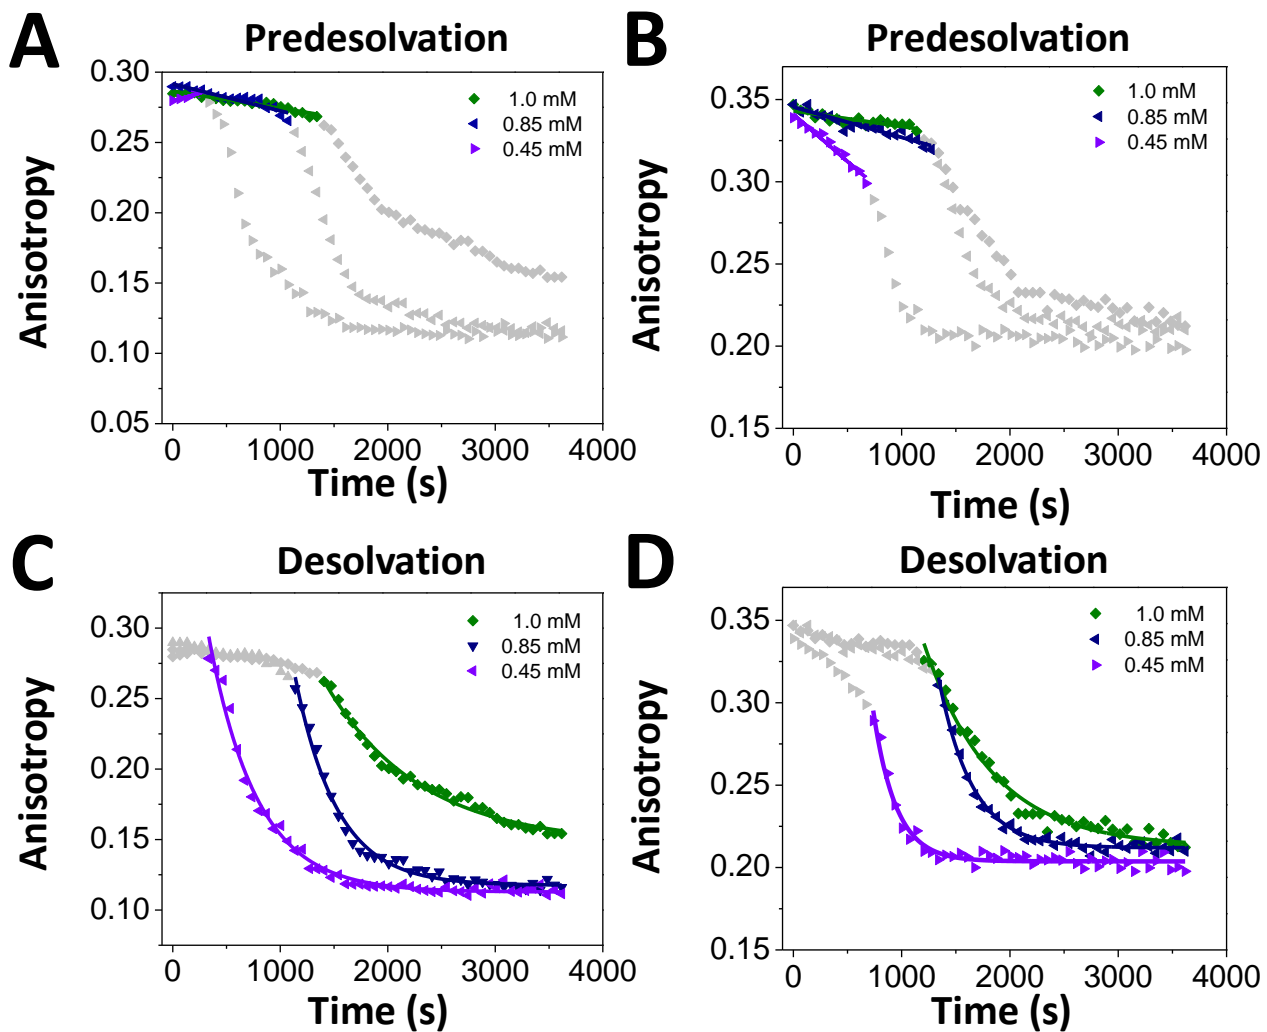 A
Predesolvation
0.30
0.25
0.20
0.15
0.10
0.05
Anisotropy
1.0 mM
0.85 mM
0.45 mM
0 1000 2000 3000 4000
Time (s)
B
Predesolvation
0.35
0.30
0.25
0.20
0.15
Anisotropy
1.0 mM
0.85 mM
0.45 mM
0 1000 2000 3000 4000
Time (s)
C
Desolvation
0.30
0.25
0.20
0.15
0.10
Anisotropy
1.0 mM
0.85 mM
0.45 mM
0 1000 2000 3000 4000
Time (s)
D
Desolvation
0.35
0.30
0.25
0.20
0.15
Anisotropy
1.0 mM
0.85 mM
0.45 mM
0 1000 2000 3000 4000
Time (s)